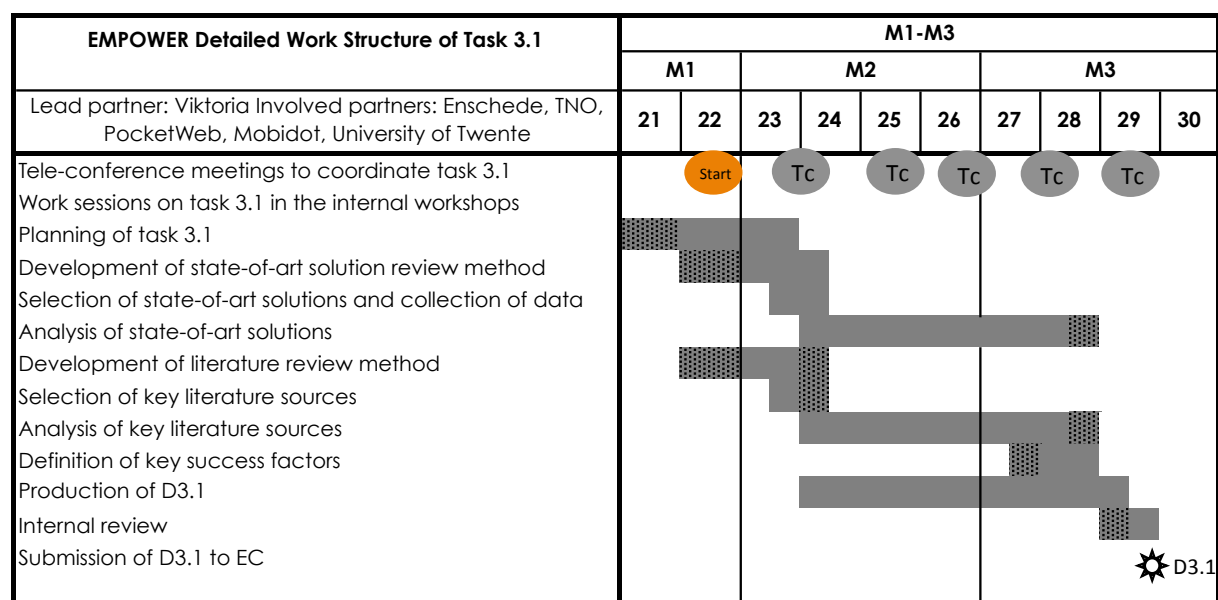 EMPOWER Detailed Work Structure of Task 3.1
M1-M3
M1 M2 M3
Lead partner: Viktoria Involved partners: Enschede, TNO,
PocketWeb, Mobidot, University of Twente
21 22 23 24 25 26 27 28 29 30
Tele-conference meetings to coordinate task 3.1
Start Tc Tc Tc Tc Tc
Work sessions on task 3.1 in the internal workshops
Planning of task 3.1
Development of state-of-art solution review method
Selection of state-of-art solutions and collection of data
Analysis of state-of-art solutions
Development of literature review method
Selection of key literature sources
Analysis of key literature sources
Definition of key success factors
Production of D3.1
Internal review
Submission of D3.1 to EC
D3.1